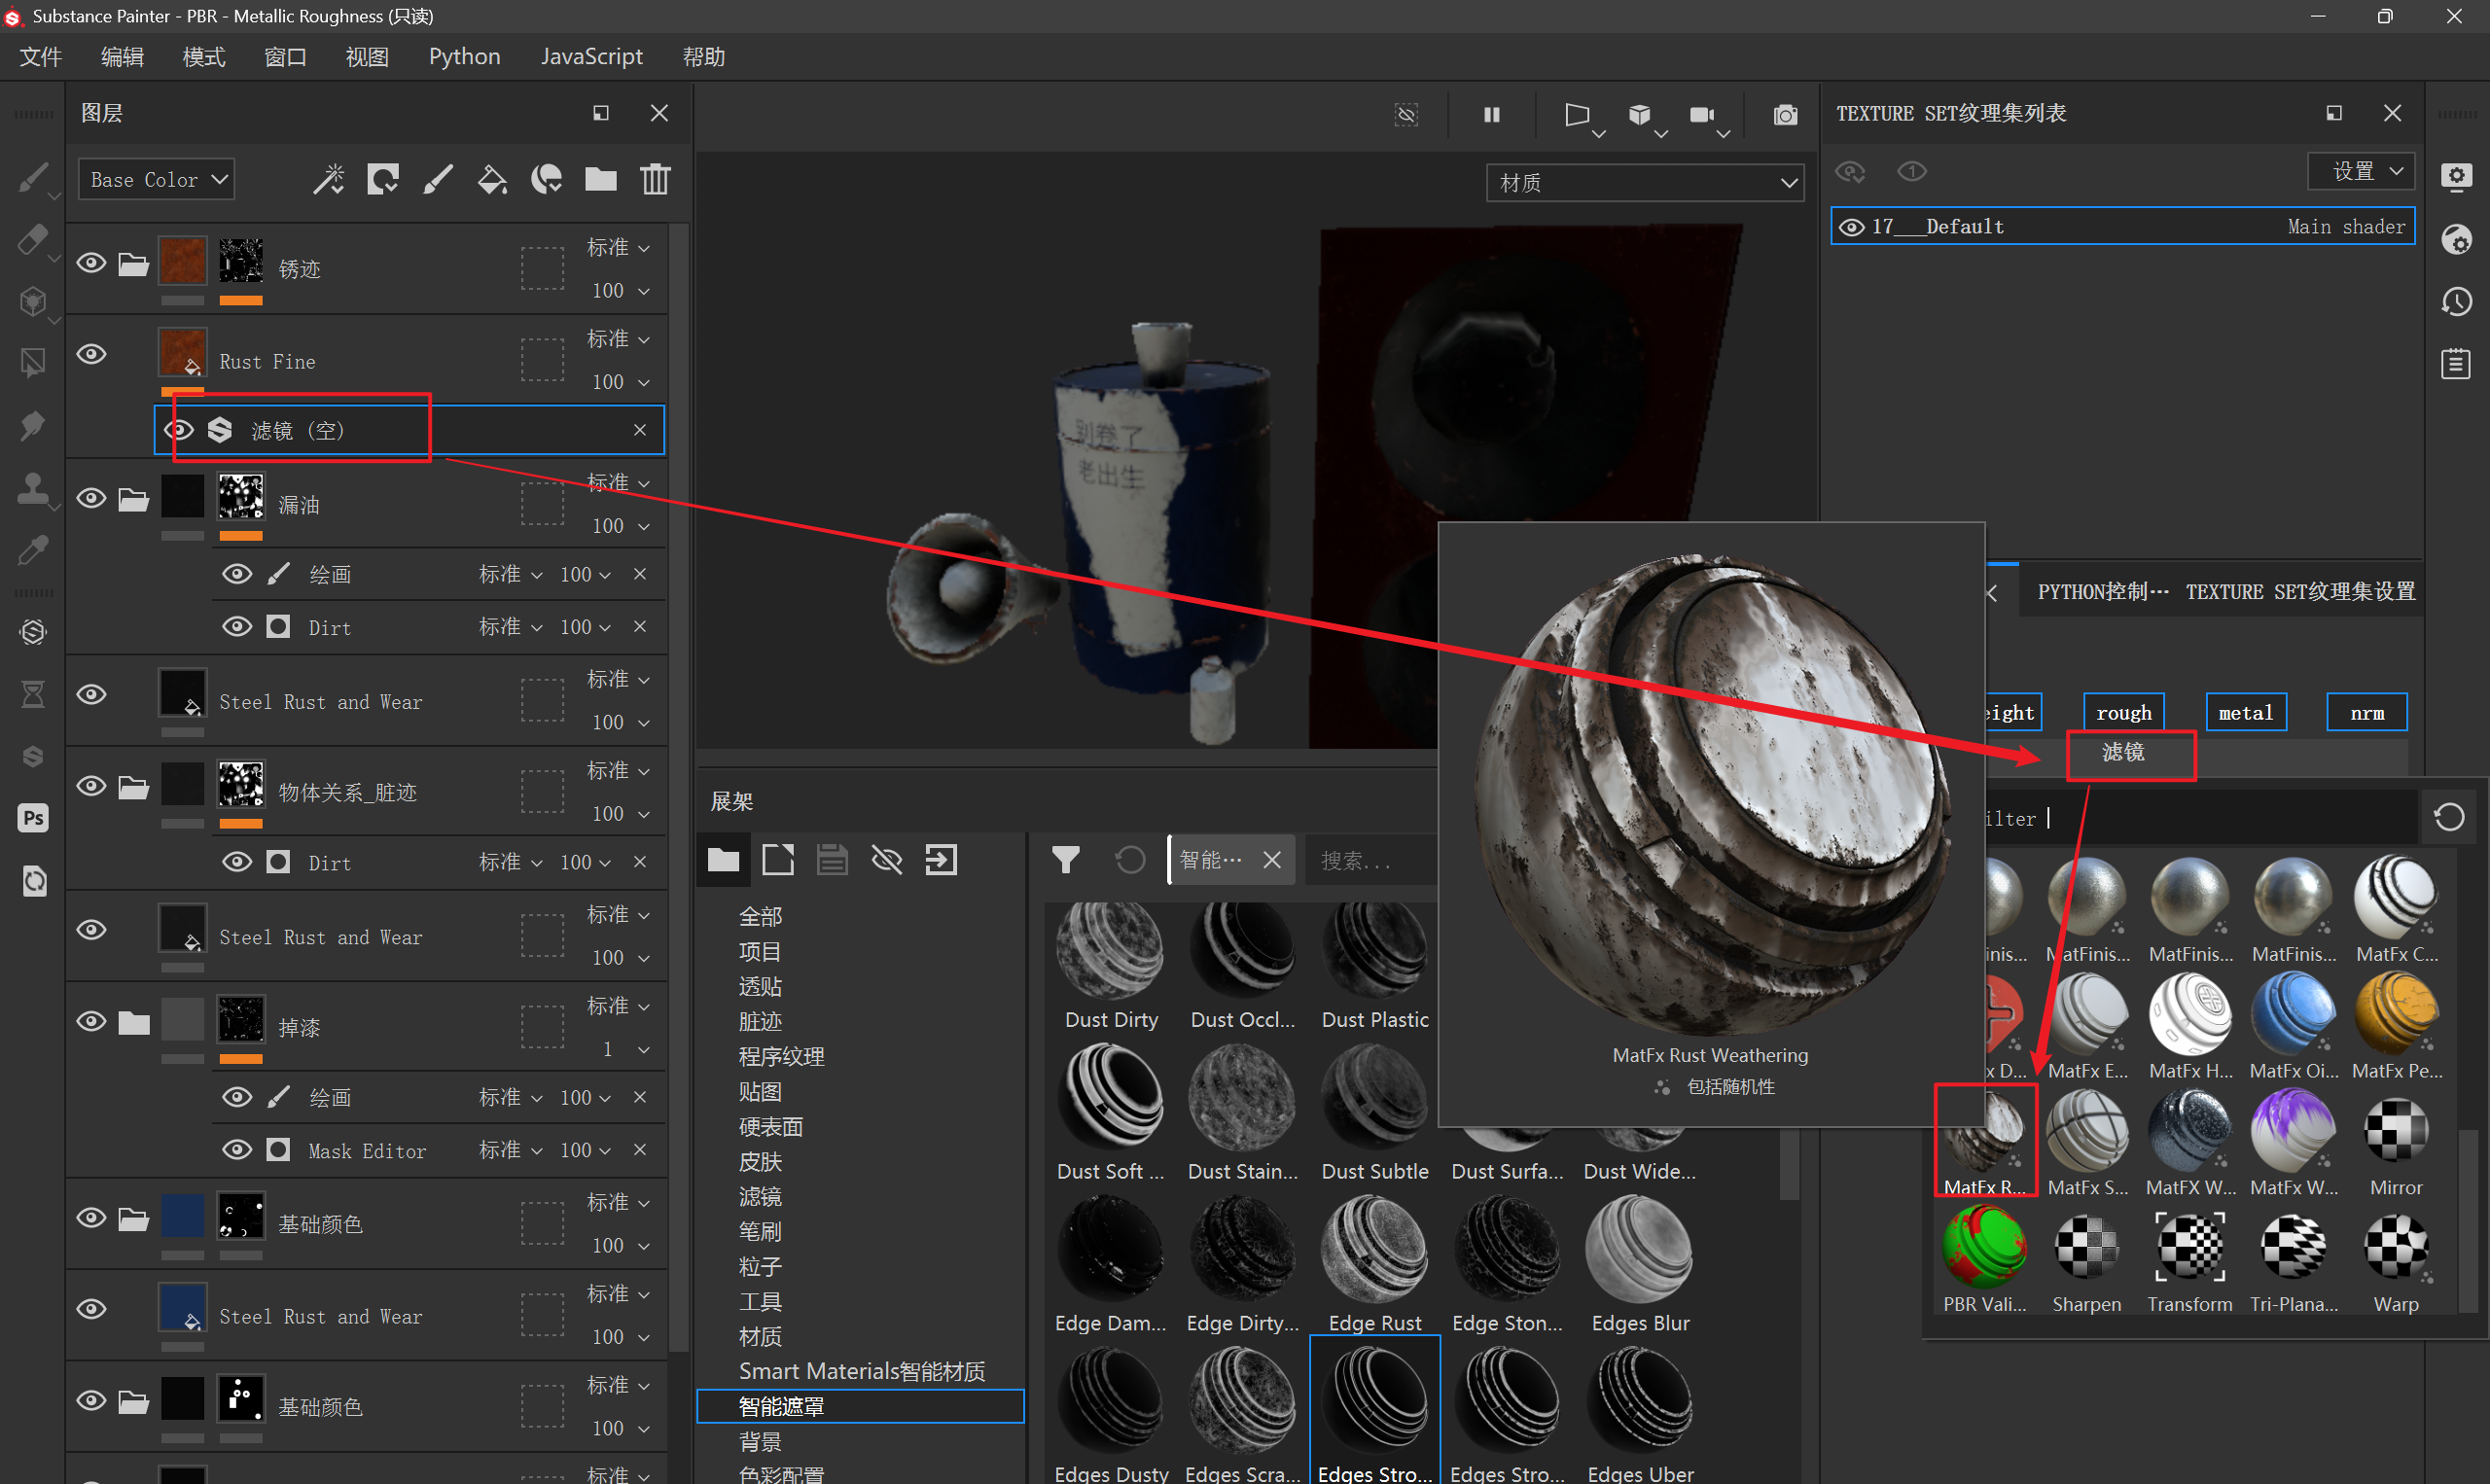 Substance Painter - PBR - Metallic Roughness (只读)
文件 编辑 模式 窗口 视图 Python JavaScript 帮助
图层
Base Color
锈迹 标准
100
Rust Fine 标准
100
滤镜 (空)
漏油 标准
100
绘画 标准 100
Dirt 标准 100
Steel Rust and Wear 标准
100
物体关系_脏迹 标准
100
Dirt 标准 100
Steel Rust and Wear 标准
100
掉漆 标准
1
绘画 标准 100
Mask Editor 标准 100
基础颜色 标准
100
Steel Rust and Wear 标准
100
基础颜色 标准
100
标准
Ps
材质
别卷了
老出生
展架
智能… 搜索...
全部
项目
透贴
脏迹
程序纹理
贴图
硬表面
皮肤
滤镜
笔刷
粒子
工具
材质
Smart Materials智能材质
智能遮罩
背景
色彩配置
Dust Dirty Dust Occl... Dust Plastic
Dust Soft ... Dust Stain... Dust Subtle Dust Surfa... Dust Wide...
Edge Dam... Edge Dirty... Edge Rust Edge Ston... Edges Blur
Edges Dusty Edges Scra... Edges Stro... Edges Stro... Edges Uber
MatFx Rust Weathering
包括随机性
TEXTURE SET纹理集列表
设置
17___Default Main shader
PYTHON控制… TEXTURE SET纹理集设置
eight rough metal nrm
滤镜
ilter
inis... MatFinis... MatFinis... MatFinis... MatFx C...
x D... MatFx E... MatFx H... MatFx Oi... MatFx Pe...
MatFx R... MatFx S... MatFX W... MatFx W... Mirror
PBR Vali... Sharpen Transform Tri-Plana... Warp